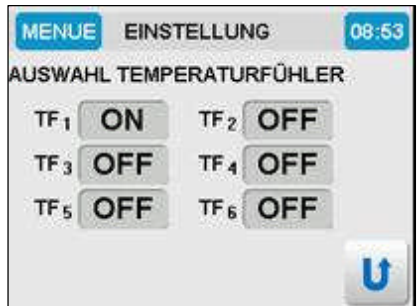 MENUE EINSTELLUNG 08:53
AUSWAHL TEMPERATURFÜHLER
TF1 ON TF2 OFF
TF3 OFF TF4 OFF
TF5 OFF TF6 OFF